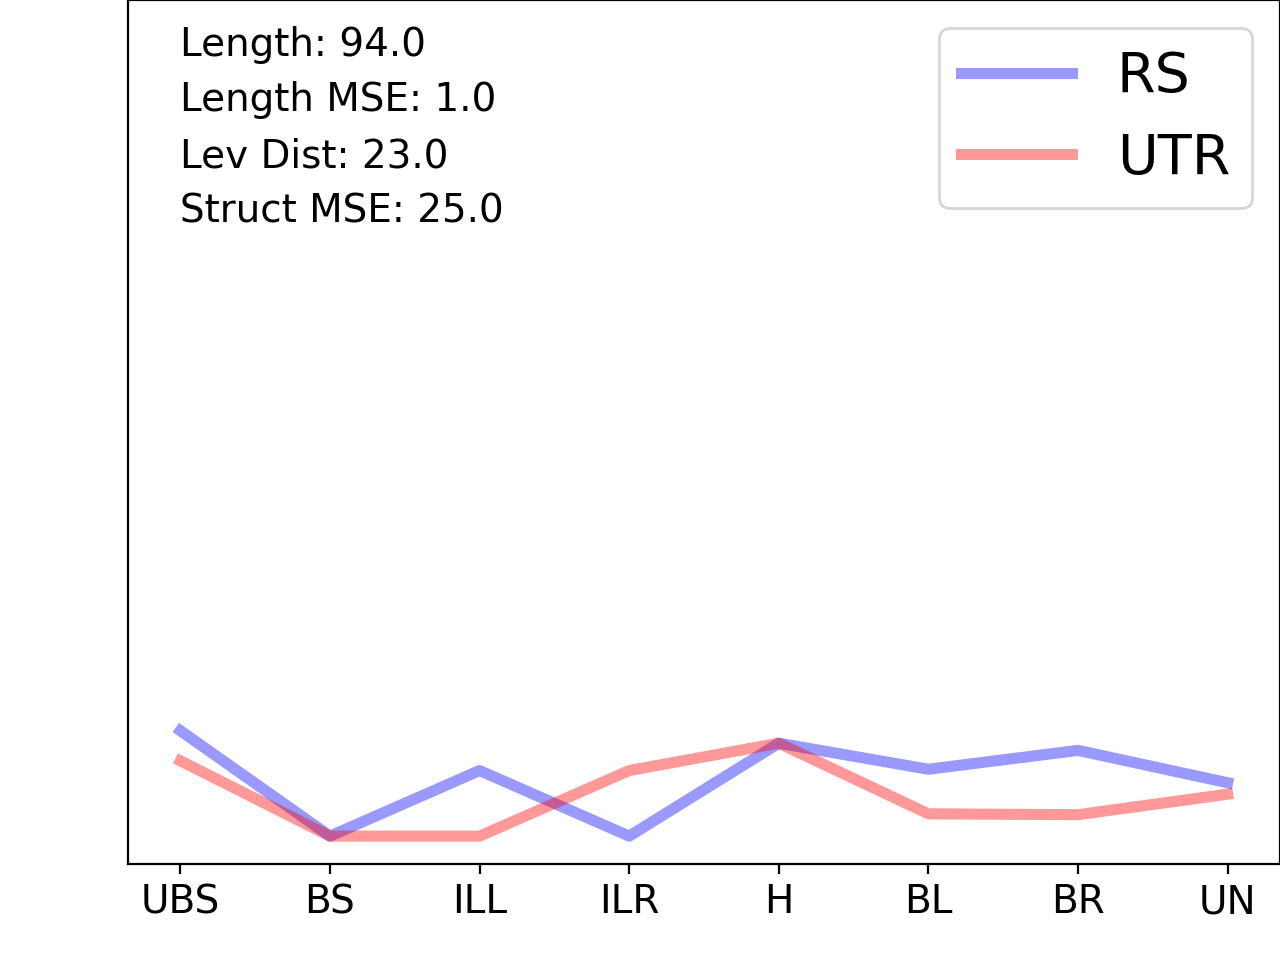 Length: 94.0
Length MSE: 1.0
Lev Dist: 23.0
Struct MSE: 25.0
RS
UTR
UBS BS ILL ILR H BL BR UN